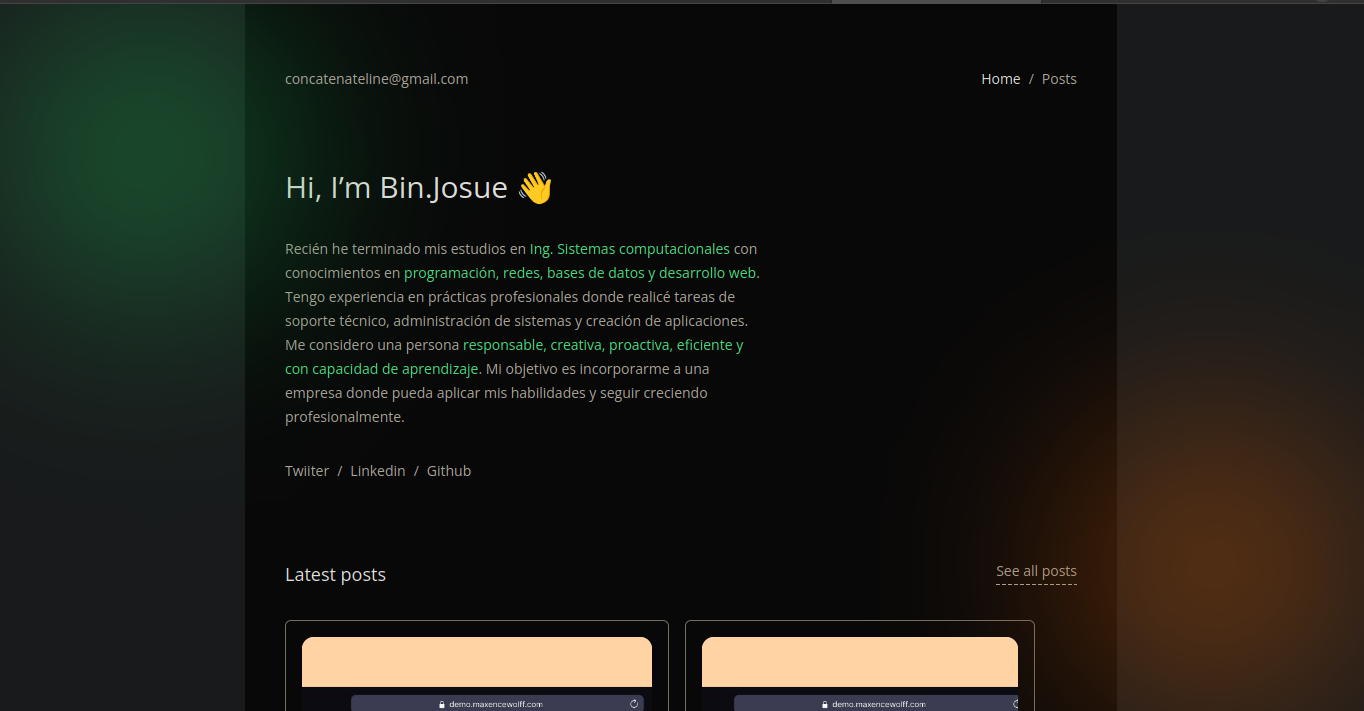 concatenateline@gmail.com
Home / Posts
Hi, I’m Bin.Josue 👋
Recién he terminado mis estudios en Ing. Sistemas computacionales con
conocimientos en programación, redes, bases de datos y desarrollo web.
Tengo experiencia en prácticas profesionales donde realicé tareas de
soporte técnico, administración de sistemas y creación de aplicaciones.
Me considero una persona responsable, creativa, proactiva, eficiente y
con capacidad de aprendizaje. Mi objetivo es incorporarme a una
empresa donde pueda aplicar mis habilidades y seguir creciendo
profesionalmente.
Twiiter / Linkedin / Github
Latest posts
See all posts
demo.maxencewolff.com
demo.maxencewolff.com